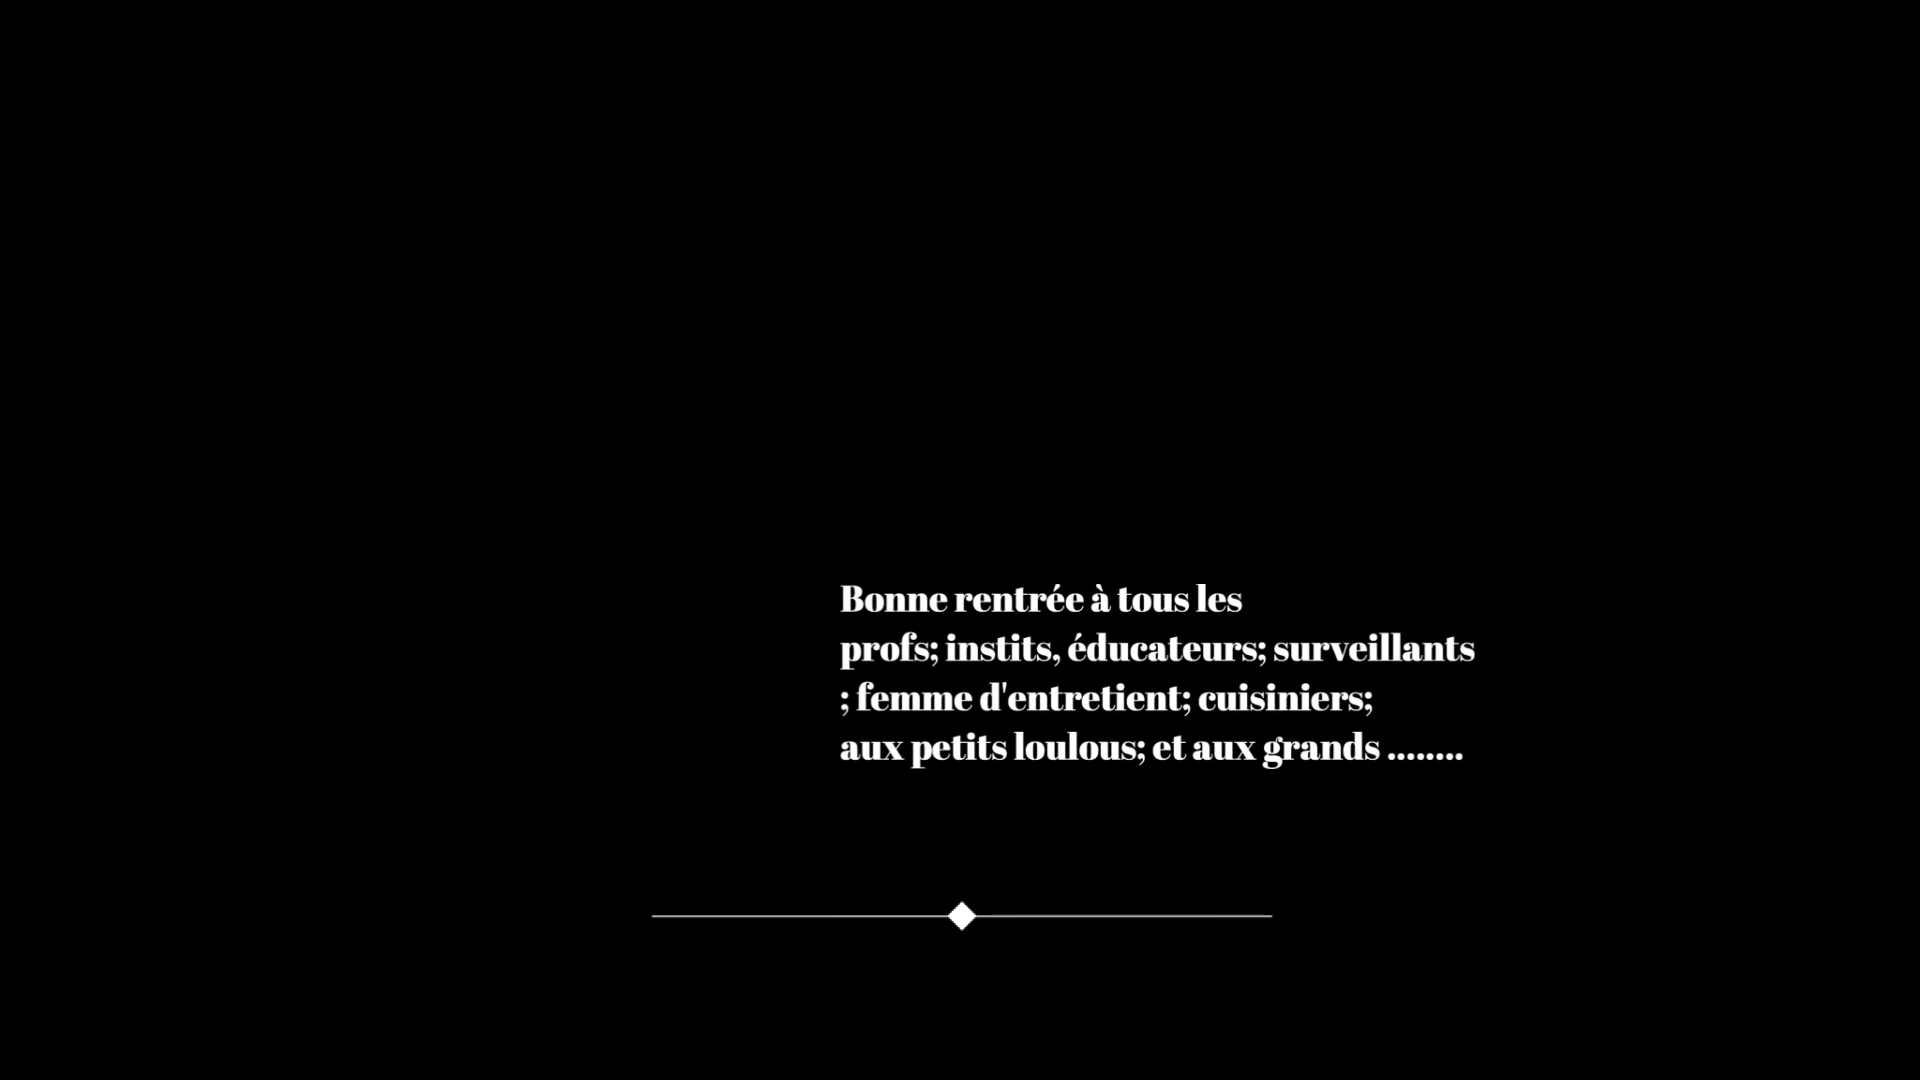 Bonne rentrée à tous les
profs; instits, éducateurs; surveillants
; femme d'entretient; cuisiniers;
aux petits loulous; et aux grands ........